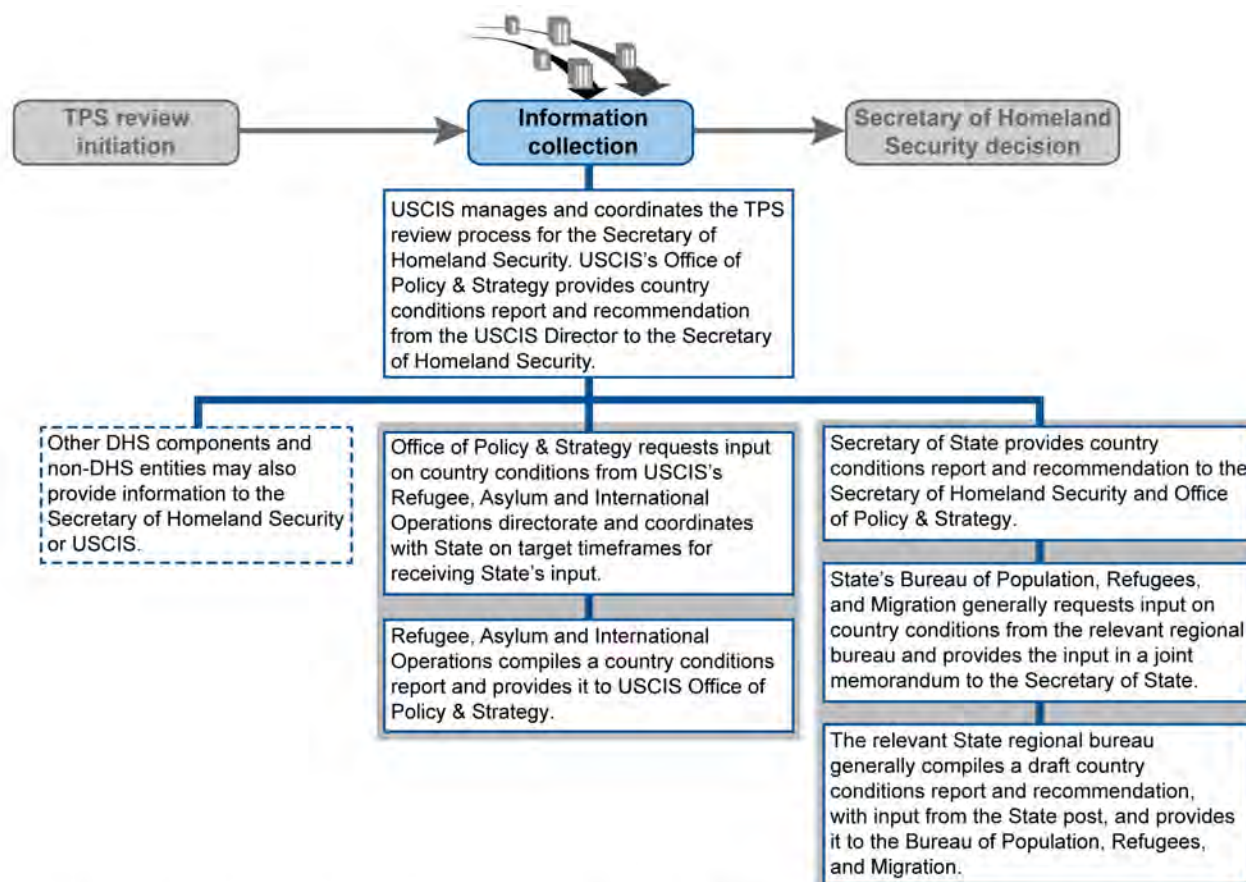 TPS review
initiation
Information
collection
Secretary of Homeland
Security decision
USCIS manages and coordinates the TPS
review process for the Secretary of
Homeland Security. USCIS's Office of
Policy & Strategy provides country
conditions report and recommendation
from the USCIS Director to the Secretary
of Homeland Security.
Other DHS components and
non-DHS entities may also
provide information to the
Secretary of Homeland Security
or USCIS.
Office of Policy & Strategy requests input
on country conditions from USCIS's
Refugee, Asylum and International
Operations directorate and coordinates
with State on target timeframes for
receiving State's input.
Refugee, Asylum and International
Operations compiles a country conditions
report and provides it to USCIS Office of
Policy & Strategy.
Secretary of State provides country
conditions report and recommendation to the
Secretary of Homeland Security and Office
of Policy & Strategy.
State's Bureau of Population, Refugees,
and Migration generally requests input on
country conditions from the relevant regional
bureau and provides the input in a joint
memorandum to the Secretary of State.
The relevant State regional bureau
generally compiles a draft country
conditions report and recommendation,
with input from the State post, and provides
it to the Bureau of Population, Refugees,
and Migration.